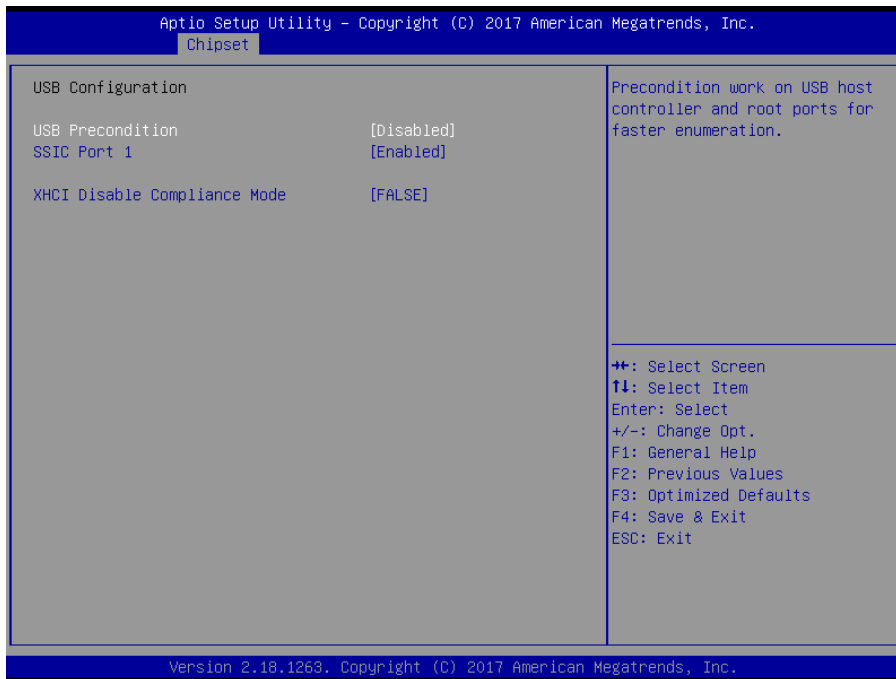 Aptio Setup Utility – Copyright (C) 2017 American Megatrends, Inc.
Chipset
USB Configuration
USB Precondition [Disabled]
SSIC Port 1 [Enabled]
XHCI Disable Compliance Mode [FALSE]
Precondition work on USB host
controller and root ports for
faster enumeration.
→←: Select Screen
↑↓: Select Item
Enter: Select
+/-: Change Opt.
F1: General Help
F2: Previous Values
F3: Optimized Defaults
F4: Save & Exit
ESC: Exit
Version 2.18.1263. Copyright (C) 2017 American Megatrends, Inc.